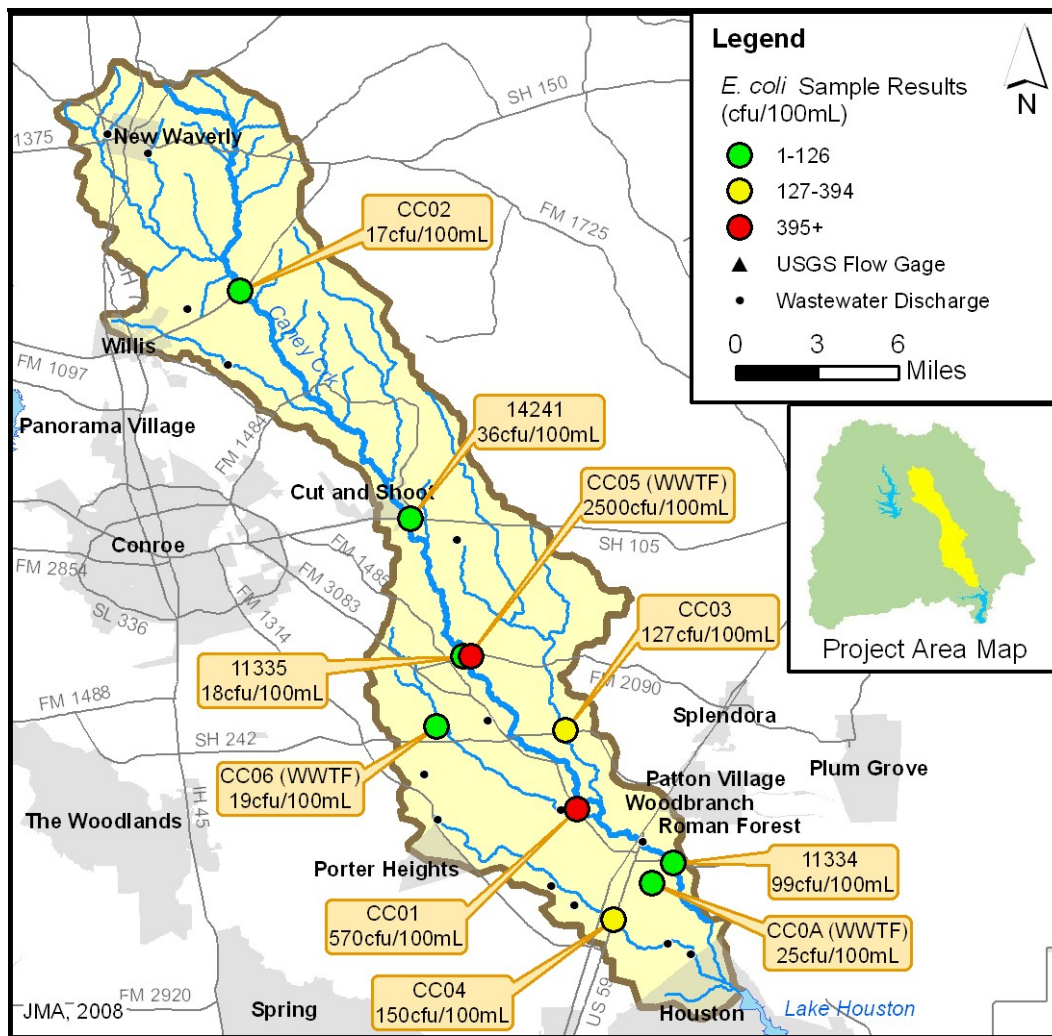 Legend
E. coli Sample Results
(cfu/100mL)
1-126
127-394
395+
USGS Flow Gage
Wastewater Discharge
0 3 6
Miles
N
Project Area Map
SH 150
1375
New Waverly
FM 1725
CC02
17cfu/100mL
Caney Crk
Willis
FM 1097
Panorama Village
FM 1484
14241
36cfu/100mL
Cut and Shoot
CC05 (WWTF)
2500cfu/100mL
Conroe
SH 105
FM 2854
FM 1485
FM 3083
SL 336
FM 1314
CC03
127cfu/100mL
11335
18cfu/100mL
FM 2090
FM 1488
Splendora
SH 242
CC06 (WWTF)
19cfu/100mL
Patton Village
Plum Grove
Woodbranch
IH 45
The Woodlands
Roman Forest
Porter Heights
11334
99cfu/100mL
CC01
570cfu/100mL
CC0A (WWTF)
25cfu/100mL
CC04
150cfu/100mL
US 59
FM 2920
JMA, 2008
Spring
Houston
Lake Houston